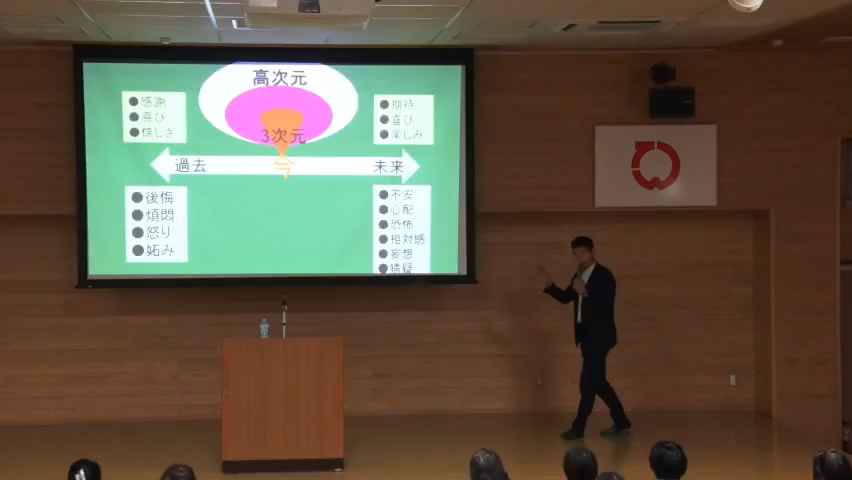 高次元
3次元
●感謝
●喜び
●懐しさ
●期待
●喜び
●楽しみ
過去
今
未来
●後悔
●煩悶
●怒り
●妬み
●不安
●心配
●恐怖
●相対感
●妄想
●猜疑